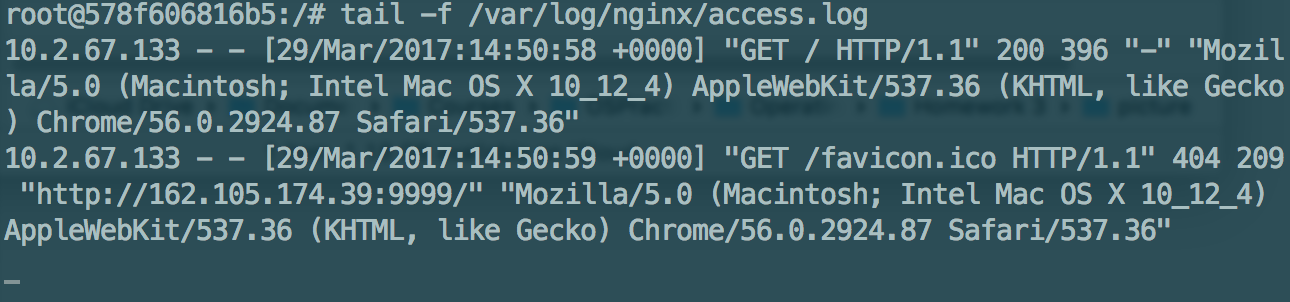 root@578f606816b5:/# tail -f /var/log/nginx/access.log
10.2.67.133 - - [29/Mar/2017:14:50:58 +0000] "GET / HTTP/1.1" 200 396 "-" "Mozil
la/5.0 (Macintosh; Intel Mac OS X 10_12_4) AppleWebKit/537.36 (KHTML, like Gecko
) Chrome/56.0.2924.87 Safari/537.36"
10.2.67.133 - - [29/Mar/2017:14:50:59 +0000] "GET /favicon.ico HTTP/1.1" 404 209
 "http://162.105.174.39:9999/" "Mozilla/5.0 (Macintosh; Intel Mac OS X 10_12_4) 
AppleWebKit/537.36 (KHTML, like Gecko) Chrome/56.0.2924.87 Safari/537.36"